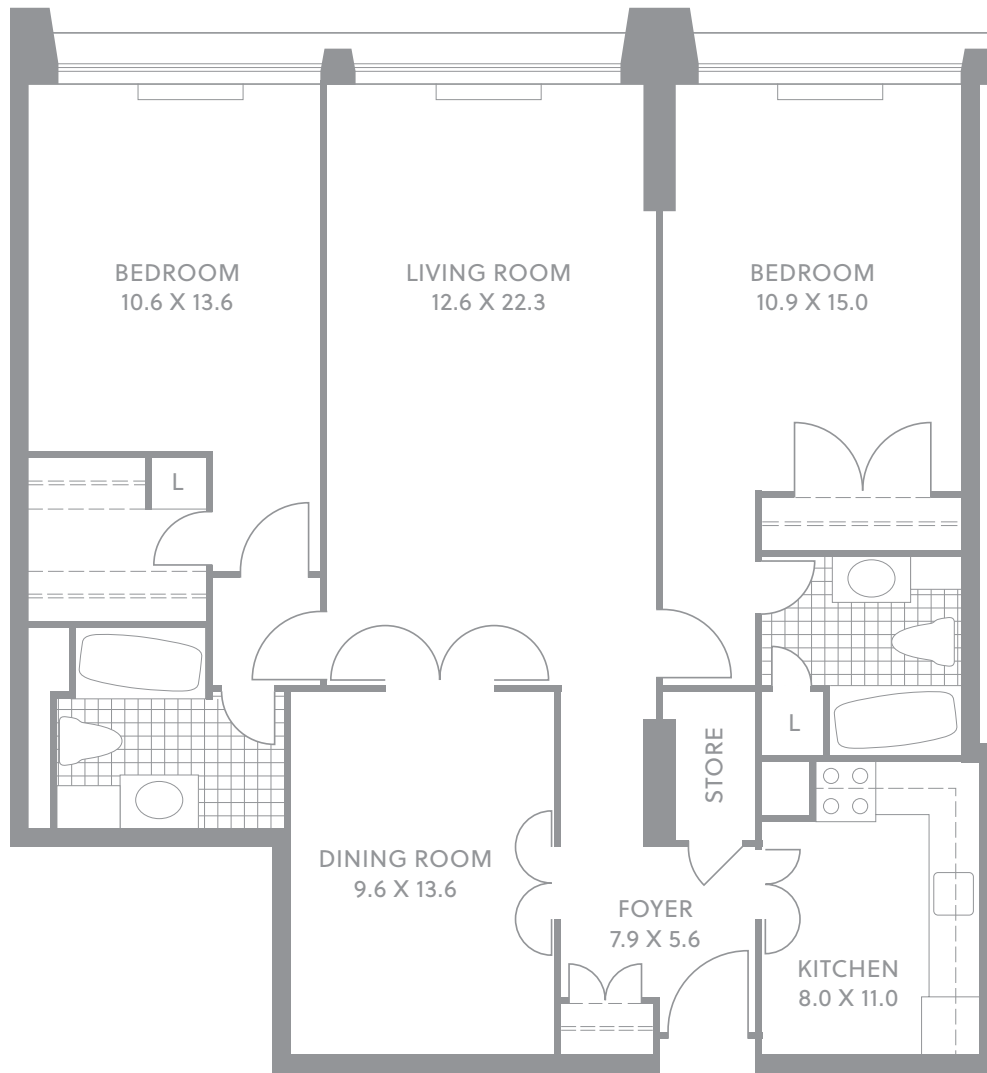 BEDROOM
10.6 X 13.6
LIVING ROOM
12.6 X 22.3
BEDROOM
10.9 X 15.0
L
L
STORE
DINING ROOM
9.6 X 13.6
FOYER
7.9 X 5.6
KITCHEN
8.0 X 11.0